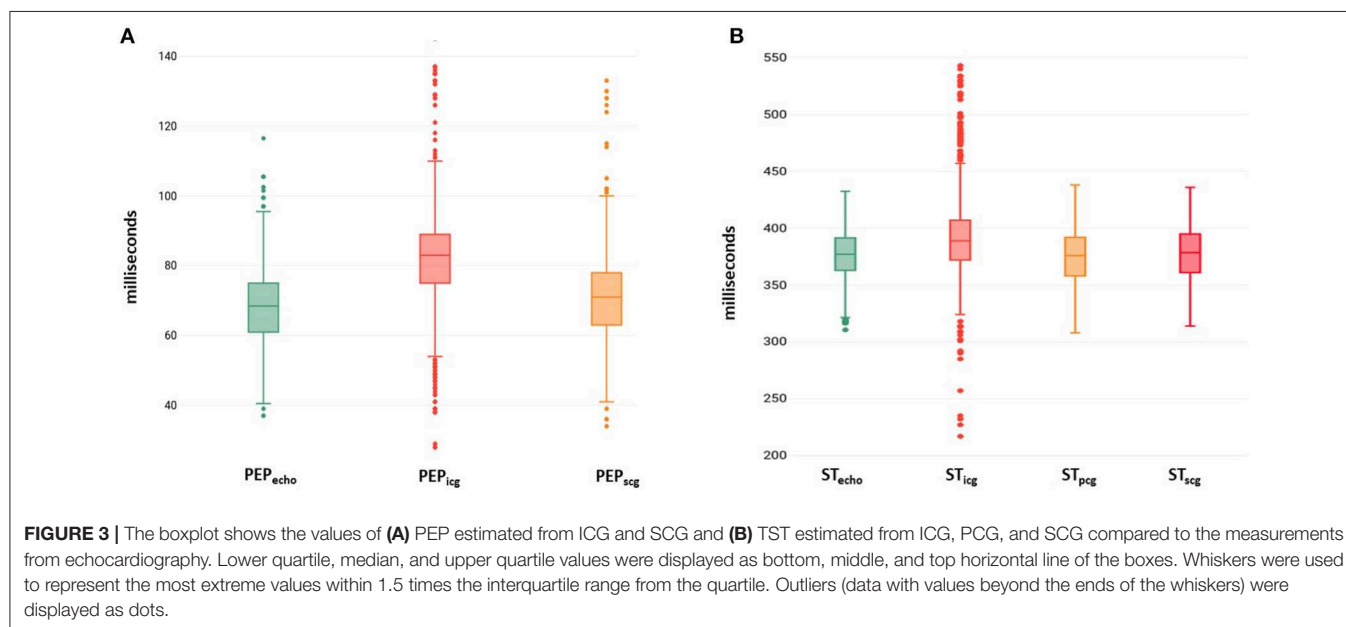 A
140
120
100
80
60
40
milliseconds
PEPecho
PEPicg
PEPscg
B
550
500
450
400
350
300
250
200
milliseconds
STecho
STicg
STpcg
STscg
FIGURE 3 | The boxplot shows the values of (A) PEP estimated from ICG and SCG and (B) TST estimated from ICG, PCG, and SCG compared to the measurements
from echocardiography. Lower quartile, median, and upper quartile values were displayed as bottom, middle, and top horizontal line of the boxes. Whiskers were used
to represent the most extreme values within 1.5 times the interquartile range from the quartile. Outliers (data with values beyond the ends of the whiskers) were
displayed as dots.